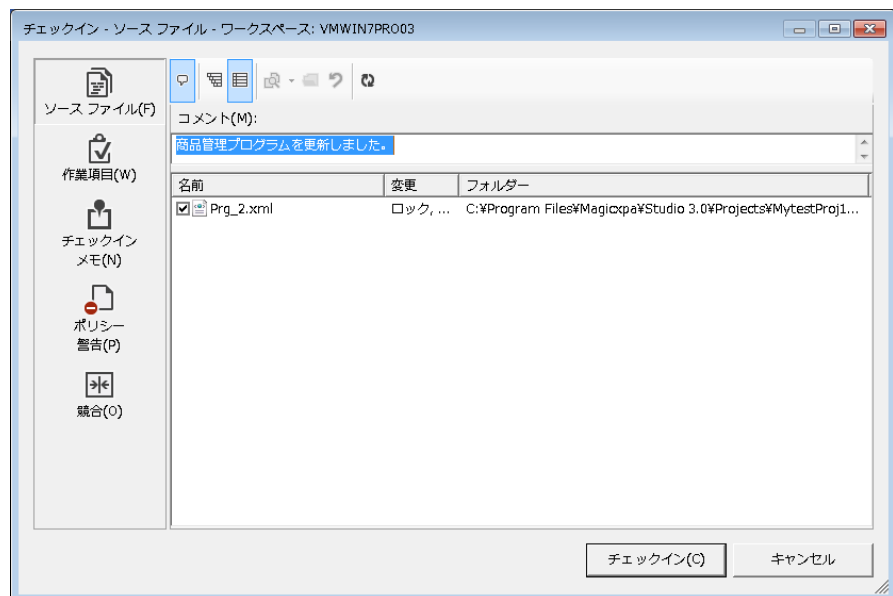 チェックイン - ソース ファイル - ワークスペース: VMWIN7PRO03
ソース ファイル(F)
作業項目(W)
チェックイン
メモ(N)
ポリシー
警告(P)
競合(O)
コメント(M):
商品管理プログラムを更新しました。
名前 変更 フォルダー
Prg_2.xml ロック, ... C:¥Program Files¥Magicxpa¥Studio 3.0¥Projects¥MytestProj1...
チェックイン(C) キャンセル